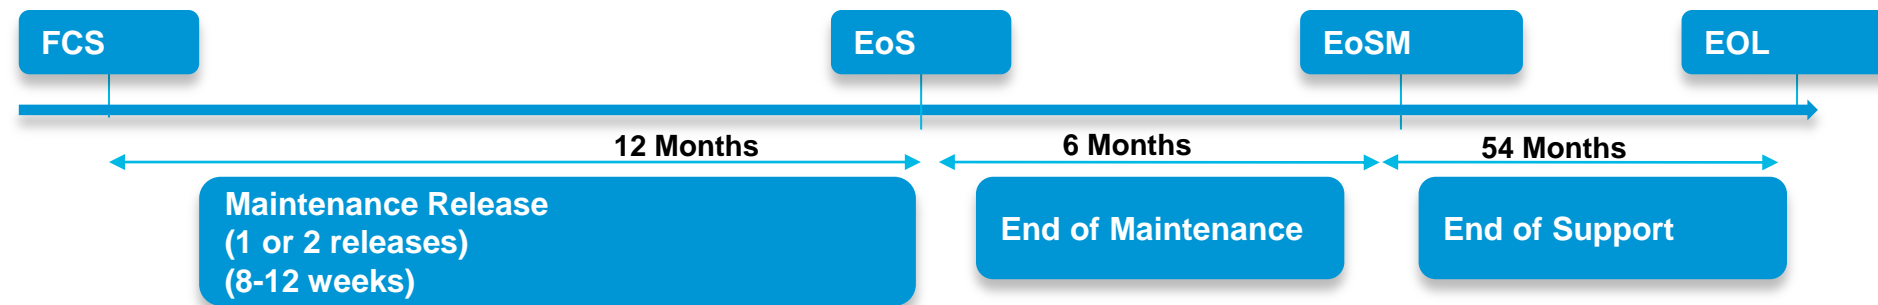 FCS
EoS
EoSM
EOL
12 Months
6 Months
54 Months
Maintenance Release
(1 or 2 releases)
(8-12 weeks)
End of Maintenance
End of Support